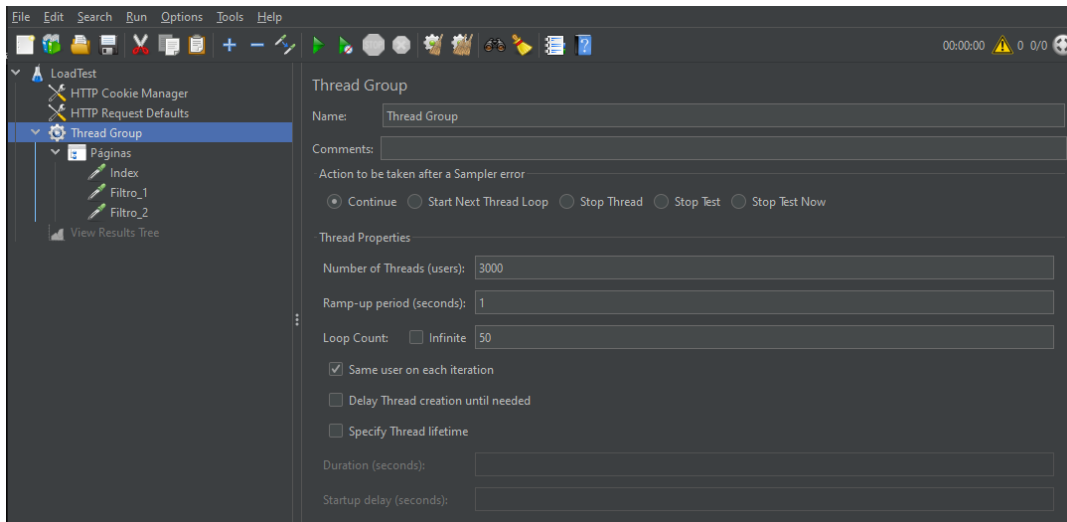 File Edit Search Run Options Tools Help
00:00:00 0 0/0
LoadTest
HTTP Cookie Manager
HTTP Request Defaults
Thread Group
Páginas
Index
Filtro_1
Filtro_2
View Results Tree
Thread Group
Name: Thread Group
Comments:
Action to be taken after a Sampler error
Continue Start Next Thread Loop Stop Thread Stop Test Stop Test Now
Thread Properties
Number of Threads (users): 3000
Ramp-up period (seconds): 1
Loop Count: Infinite 50
Same user on each iteration
Delay Thread creation until needed
Specify Thread lifetime
Duration (seconds):
Startup delay (seconds):